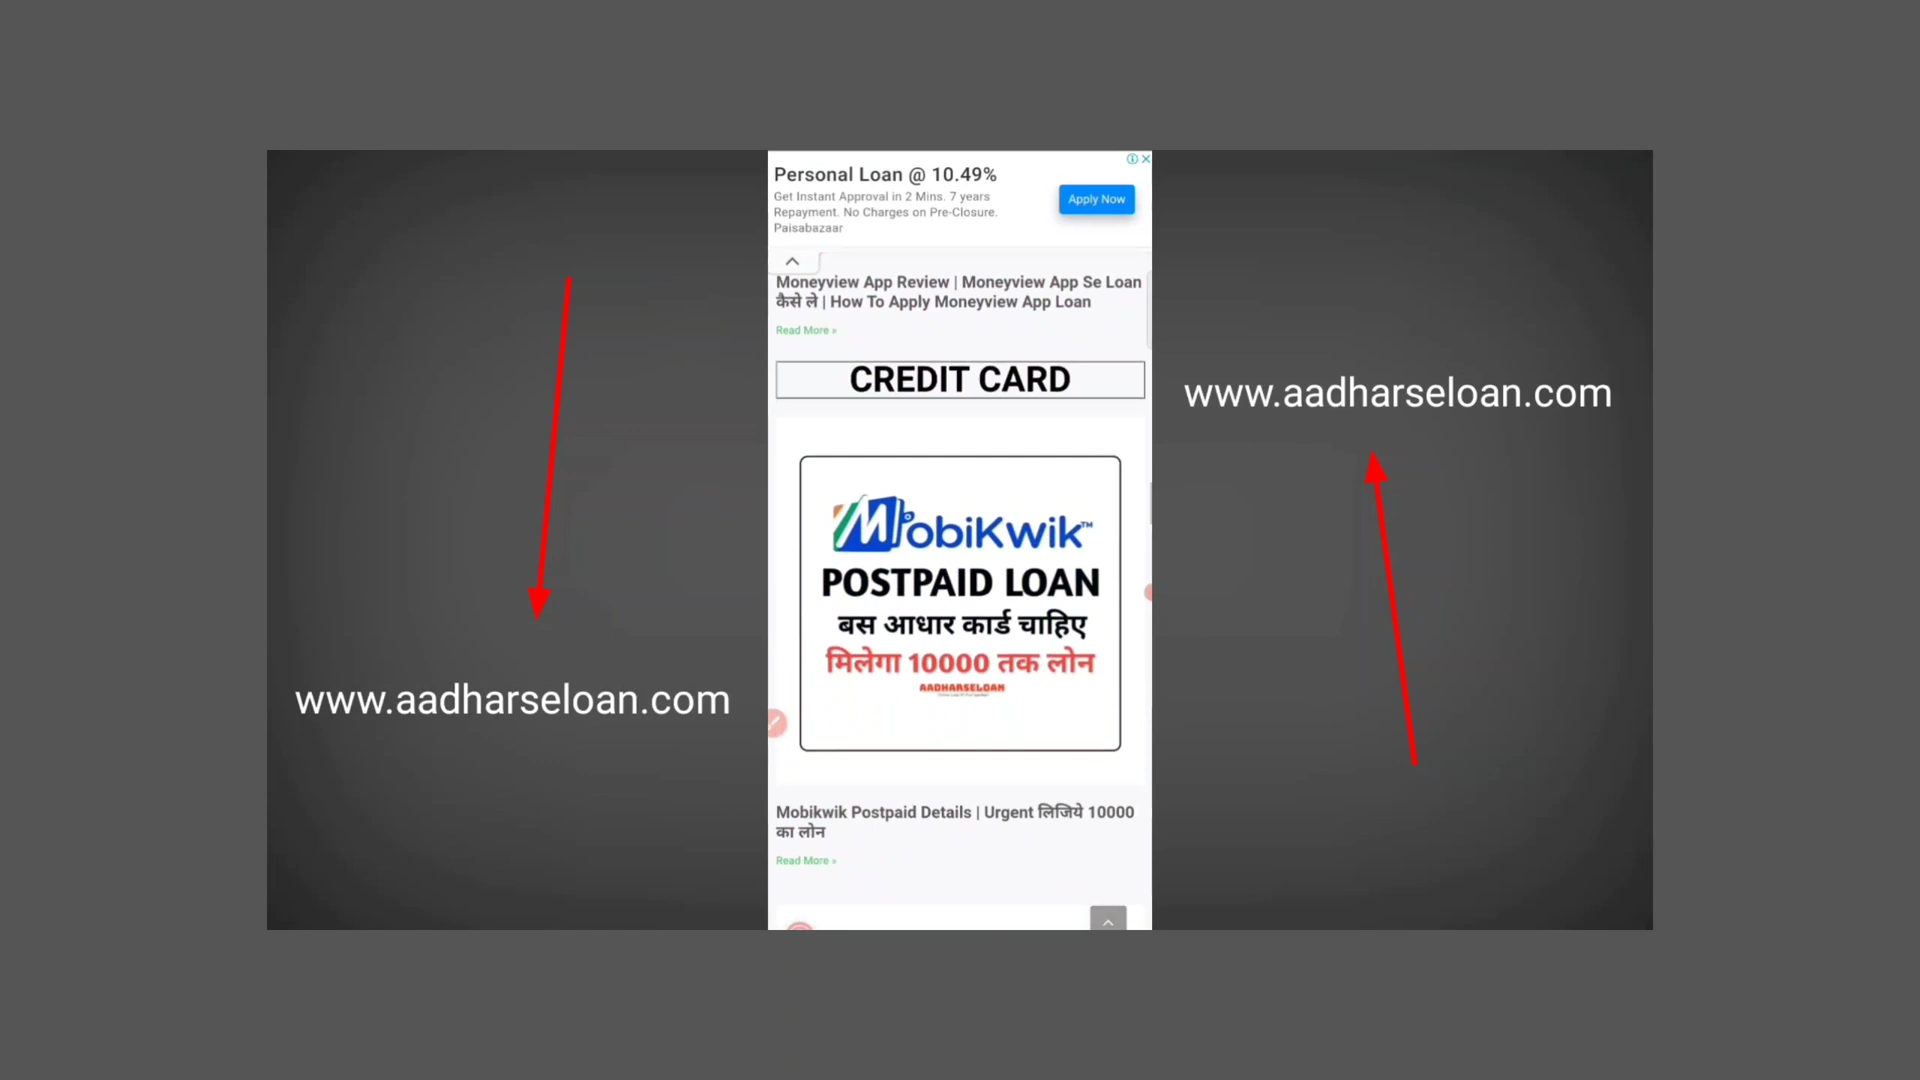 Personal Loan @ 10.49%
Get Instant Approval in 2 Mins. 7 years
Repayment. No Charges on Pre-Closure.
Paisabazaar
Apply Now
Moneyview App Review | Moneyview App Se Loan
कैसे ले | How To Apply Moneyview App Loan
Read More »
CREDIT CARD
MobiKwik™
POSTPAID LOAN
बस आधार कार्ड चाहिए
मिलेगा 10000 तक लोन
AADHARSELOAN
Mobikwik Postpaid Details | Urgent लिजिये 10000
का लोन
Read More »
www.aadharseloan.com
www.aadharseloan.com